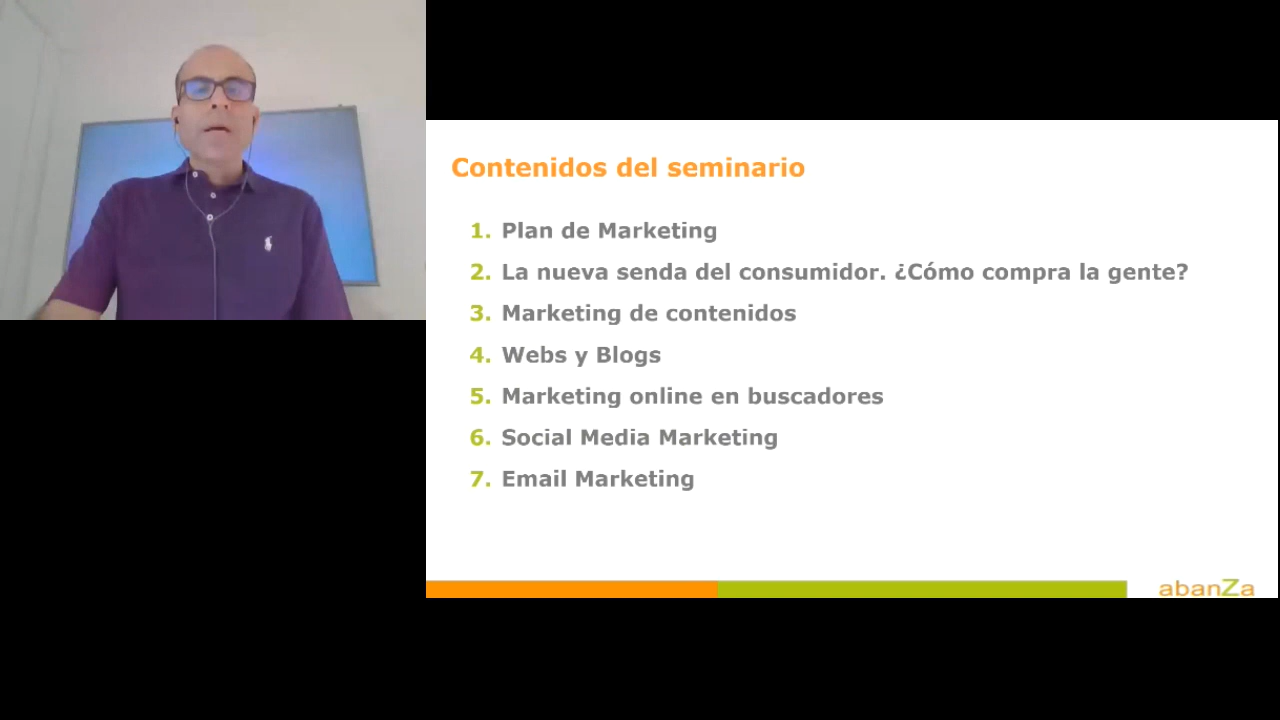 Contenidos del seminario
1. Plan de Marketing
2. La nueva senda del consumidor. ¿Cómo compra la gente?
3. Marketing de contenidos
4. Webs y Blogs
5. Marketing online en buscadores
6. Social Media Marketing
7. Email Marketing
abanZa